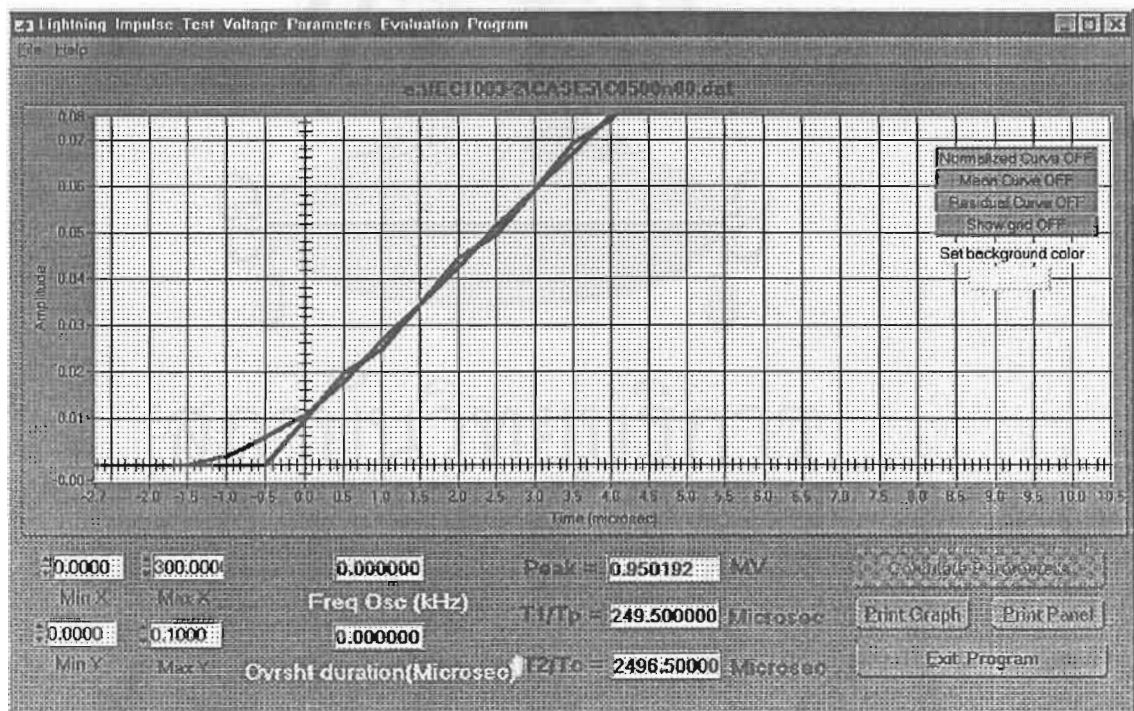 Lightning Impulse Test Voltage Parameters Evaluation Program
File Help
Normalized Curve OFF
Mean Curve OFF
Residual Curve OFF
Show grid OFF
Set background color
Amplitude
0.08
0.07
0.06
0.05
0.04
0.03
0.02
0.01
-0.00
-2.7 -2.0 -1.5 -1.0 -0.5 0.0 0.5 1.0 1.5 2.0 2.5 3.0 3.5 4.0 4.5 5.0 5.5 6.0 6.5 7.0 7.5 8.0 8.5 9.0 9.5 10.0 10.5
Time (microsec)
0.0000 300.000
Min X Max X
0.0000 0.1000
Min Y Max Y
0.000000
Freq Osc (kHz)
0.000000
Ovrsht duration(Microsec)
Peak = 0.950192 MV
T1/Tp = 249.500000 Microsec
T2/Tc = 2496.50000 Microsec
Calculate Parameters
Print Graph Print Panel
Exit Program